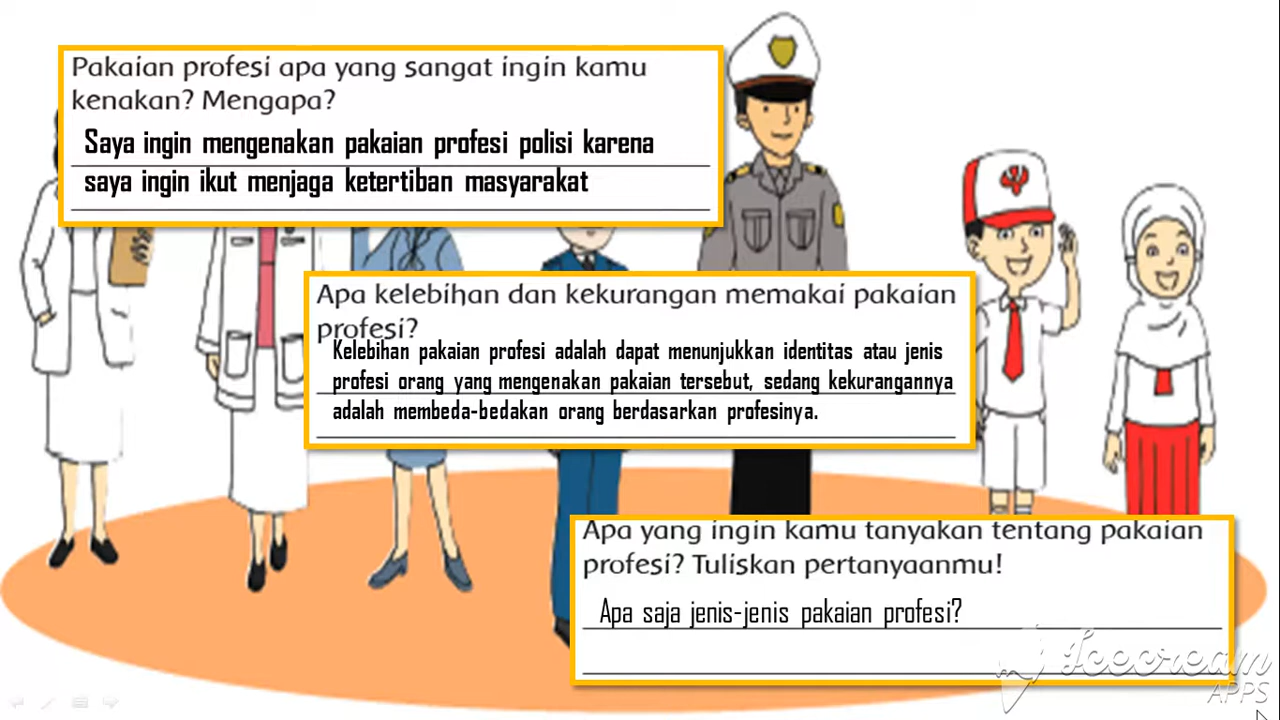 Pakaian profesi apa yang sangat ingin kamu
kenakan? Mengapa?
Saya ingin mengenakan pakaian profesi polisi karena
saya ingin ikut menjaga ketertiban masyarakat
Apa kelebihan dan kekurangan memakai pakaian
profesi?
Kelebihan pakaian profesi adalah dapat menunjukkan identitas atau jenis
profesi orang yang mengenakan pakaian tersebut, sedang kekurangannya
adalah membeda-bedakan orang berdasarkan profesinya.
Apa yang ingin kamu tanyakan tentang pakaian
profesi? Tuliskan pertanyaanmu!
Apa saja jenis-jenis pakaian profesi?
Icecream
APPS